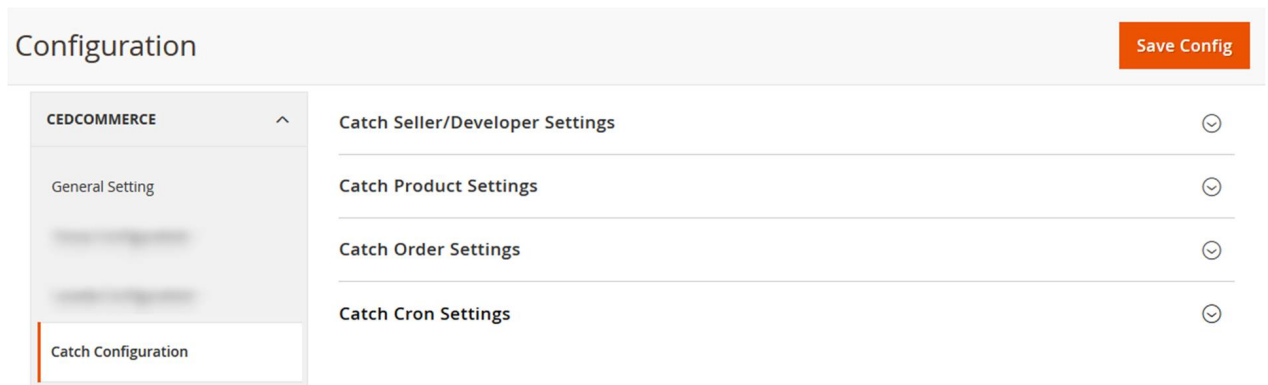 Configuration
Save Config
CEDCOMMERCE
General Setting
Catch Configuration
Catch Seller/Developer Settings
Catch Product Settings
Catch Order Settings
Catch Cron Settings